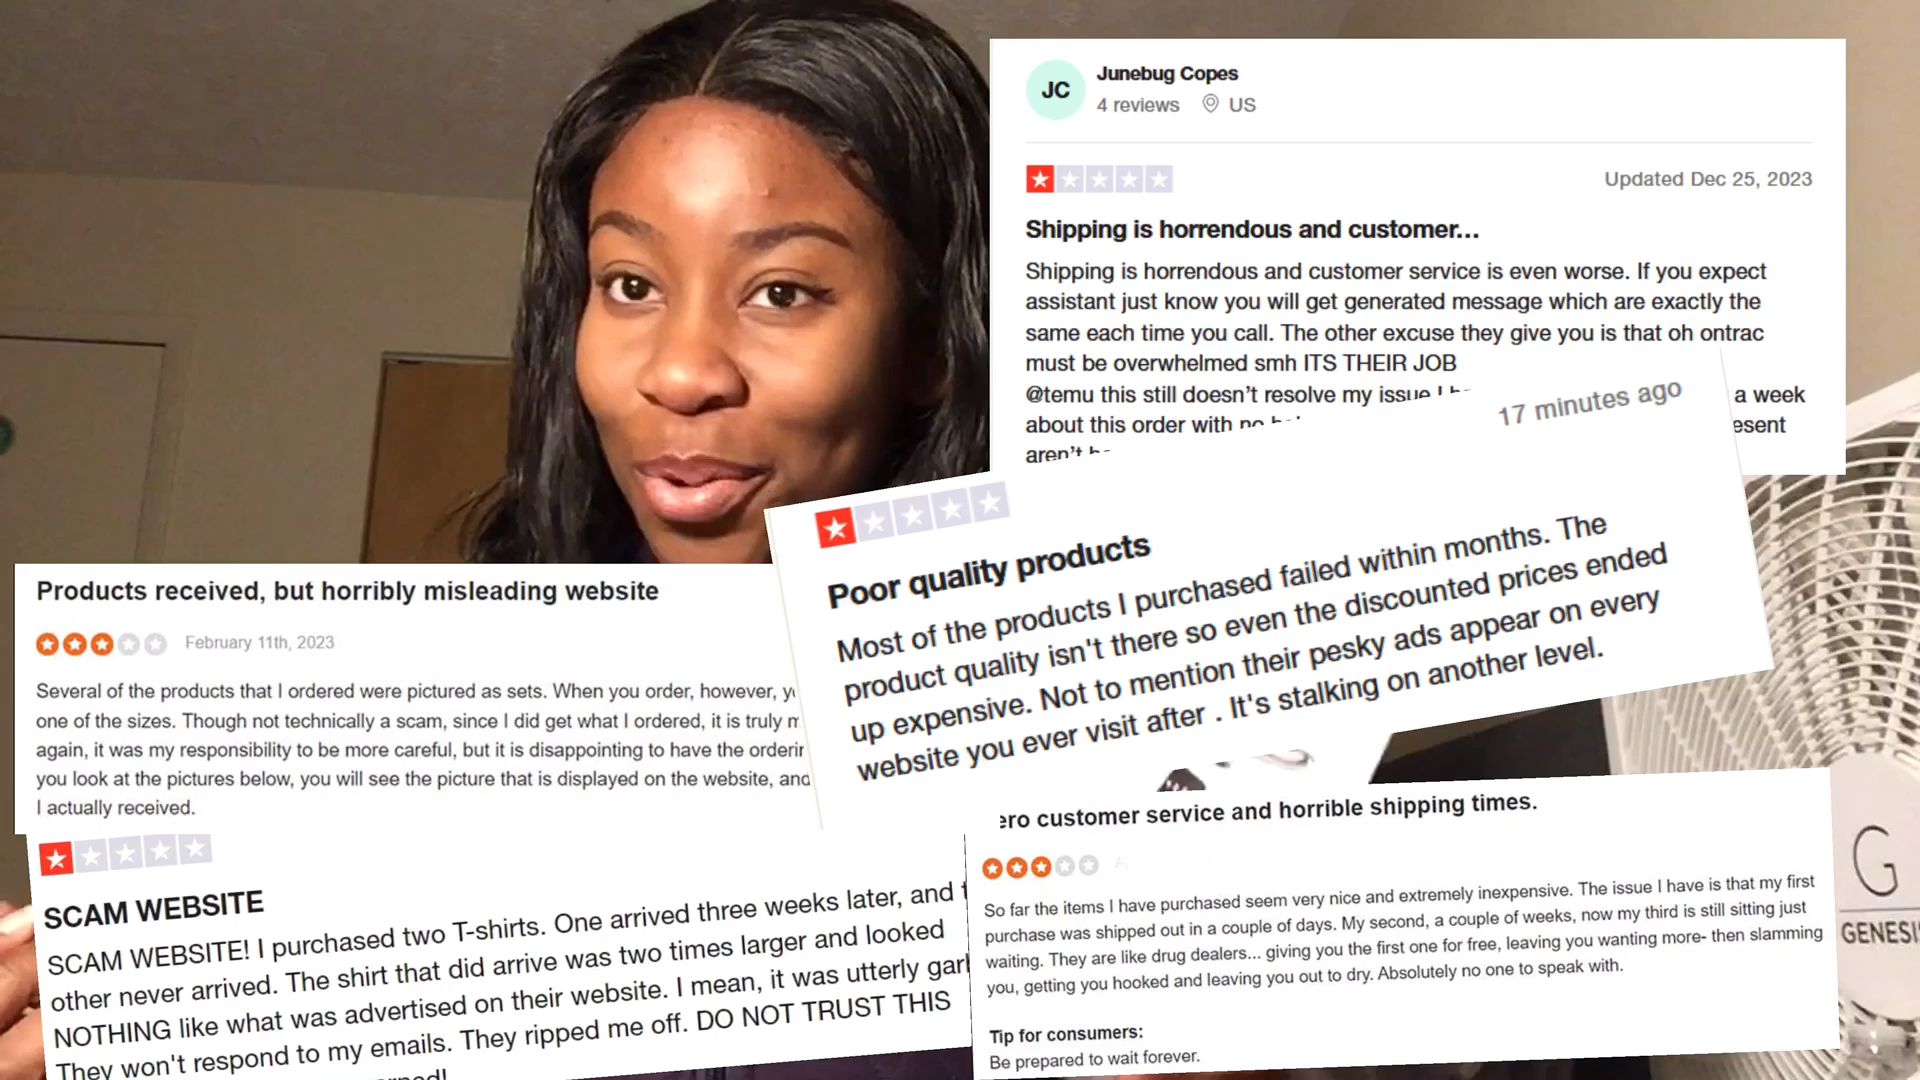 JC
Junebug Copes
4 reviews US
Updated Dec 25, 2023
Shipping is horrendous and customer...
Shipping is horrendous and customer service is even worse. If you expect
assistant just know you will get generated message which are exactly the
same each time you call. The other excuse they give you is that oh ontrac
must be overwhelmed smh ITS THEIR JOB
@temu this still doesn't resolve my issue I a week
about this order with no
aren't
17 minutes ago
Poor quality products
Most of the products I purchased failed within months. The
product quality isn't there so even the discounted prices ended
up expensive. Not to mention their pesky ads appear on every
website you ever visit after . It's stalking on another level.
Products received, but horribly misleading website
February 11th, 2023
Several of the products that I ordered were pictured as sets. When you order, however,
one of the sizes. Though not technically a scam, since I did get what I ordered, it is truly
again, it was my responsibility to be more careful, but it is disappointing to have the
you look at the pictures below, you will see the picture that is displayed on the website, and
I actually received.
SCAM WEBSITE
SCAM WEBSITE! I purchased two T-shirts. One arrived three weeks later, and
other never arrived. The shirt that did arrive was two times larger and looked
NOTHING like what was advertised on their website. I mean, it was utterly
They won't respond to my emails. They ripped me off. DO NOT TRUST THIS
ero customer service and horrible shipping times.
So far the items I have purchased seem very nice and extremely inexpensive. The issue I have is that my first
purchase was shipped out in a couple of days. My second, a couple of weeks, now my third is still sitting just
waiting. They are like drug dealers... giving you the first one for free, leaving you wanting more- then slamming
you, getting you hooked and leaving you out to dry. Absolutely no one to speak with.
Tip for consumers:
Be prepared to wait forever.
G
GENESIS